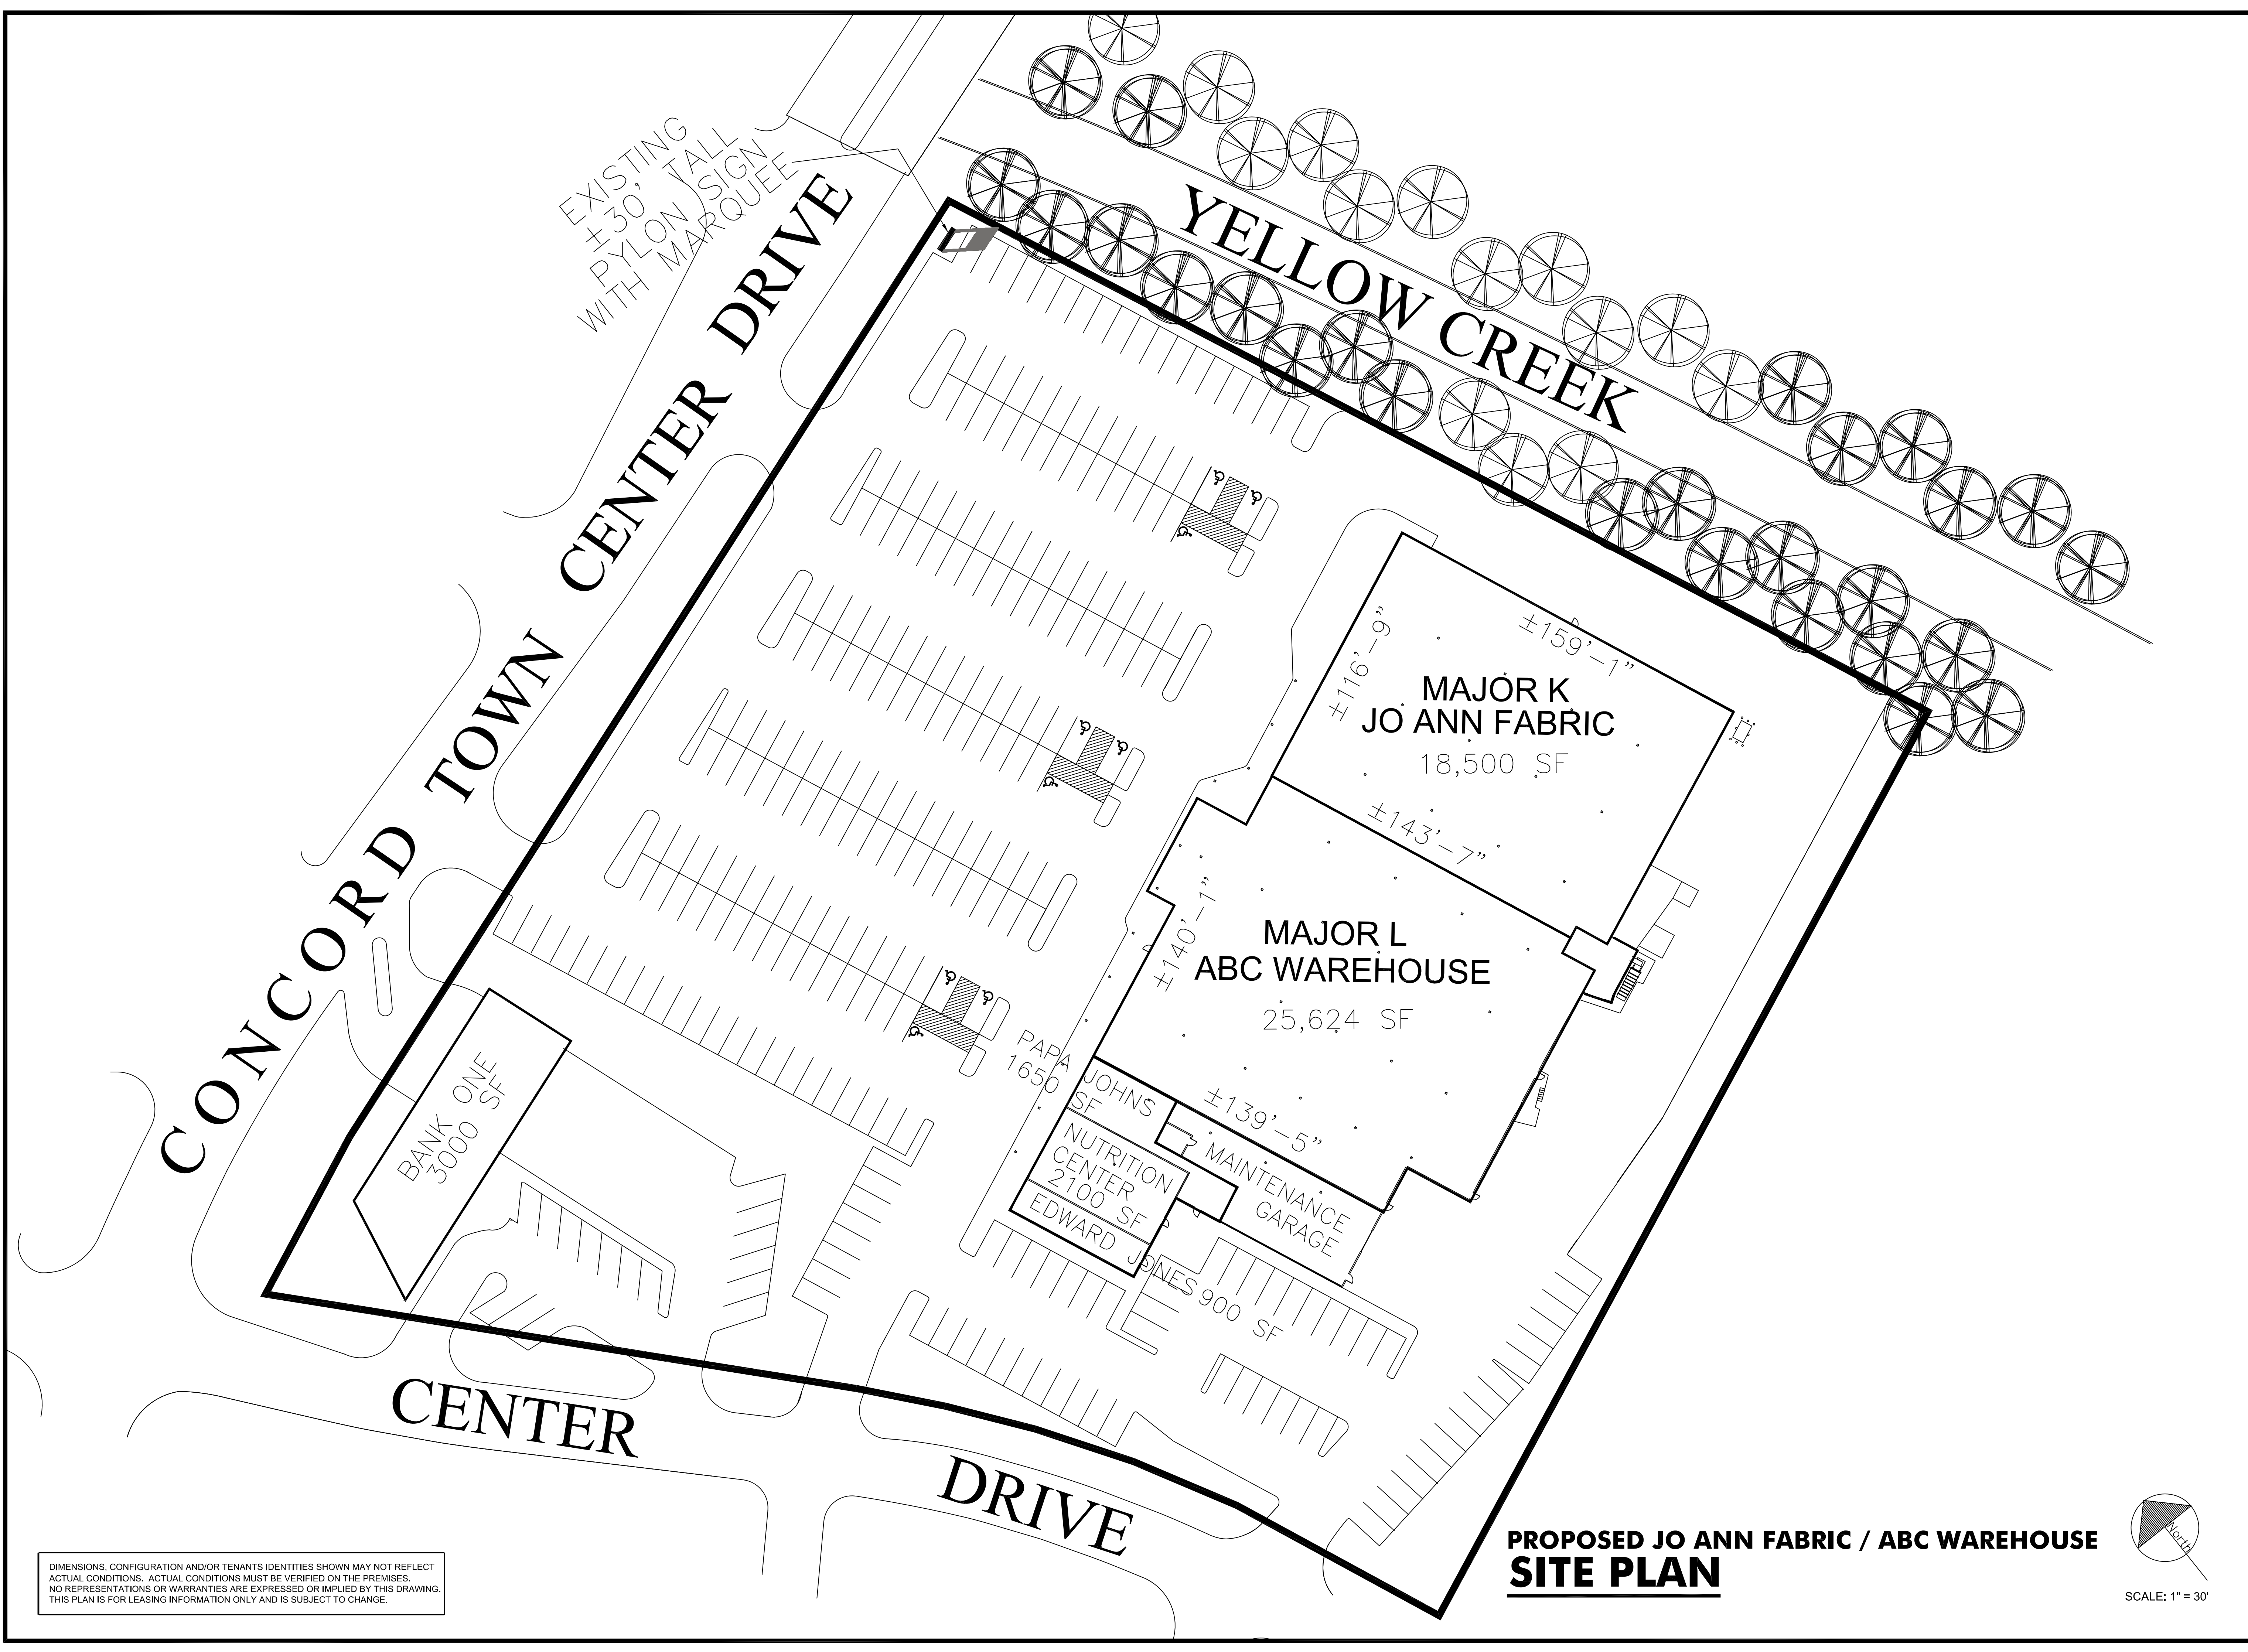 EXISTING
±30' TALL
PYLON SIGN
WITH MARQUEE
YELLOW CREEK
CONCORD TOWN CENTER DRIVE
±159'-1"
±116'-9"
MAJOR K
JO ANN FABRIC
18,500 SF
±143'-7"
±140'-1"
MAJOR L
ABC WAREHOUSE
25,624 SF
±139'-5"
PAPA JOHNS
1650 SF
NUTRITION
CENTER
2100 SF
EDWARD JONES 900 SF
MAINTENANCE
GARAGE
BANK ONE
3000 SF
CENTER DRIVE
DIMENSIONS, CONFIGURATION AND/OR TENANTS IDENTITIES SHOWN MAY NOT REFLECT
ACTUAL CONDITIONS. ACTUAL CONDITIONS MUST BE VERIFIED ON THE PREMISES.
NO REPRESENTATIONS OR WARRANTIES ARE EXPRESSED OR IMPLIED BY THIS DRAWING.
THIS PLAN IS FOR LEASING INFORMATION ONLY AND IS SUBJECT TO CHANGE.
PROPOSED JO ANN FABRIC / ABC WAREHOUSE
SITE PLAN
North
SCALE: 1" = 30'